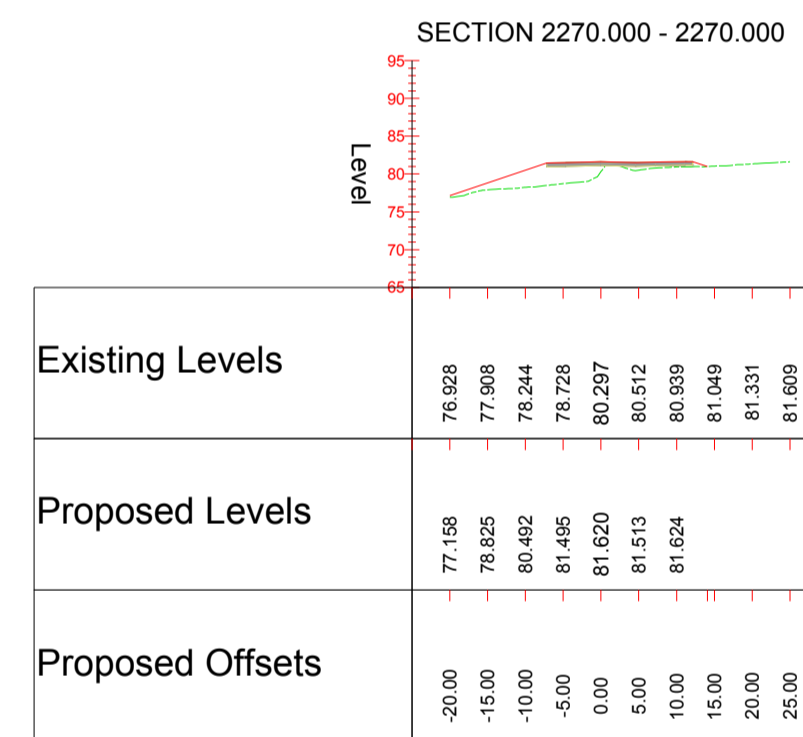 SECTION 2270.000 - 2270.000
95
90
85
80
75
70
65
Level
Existing Levels
76.928 77.908 78.244 78.728 80.297 80.512 80.939 81.049 81.331 81.609
Proposed Levels
77.158 78.825 80.492 81.495 81.620 81.513 81.624
Proposed Offsets
-20.00 -15.00 -10.00 -5.00 0.00 5.00 10.00 15.00 20.00 25.00